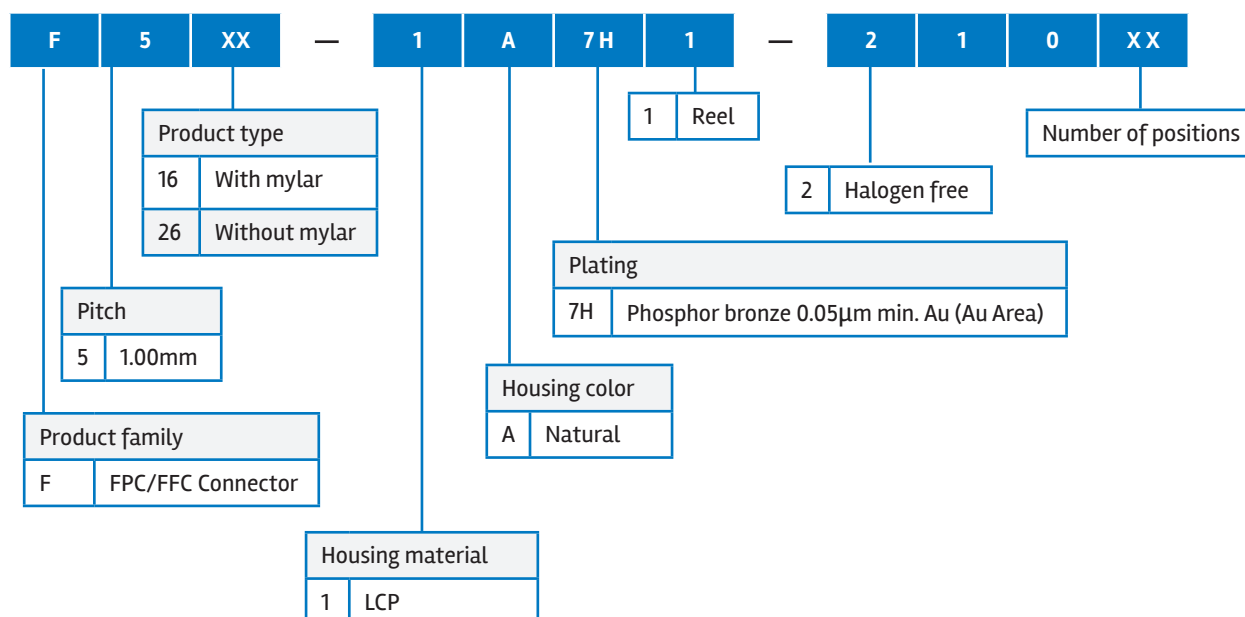 F 5 XX — 1 A 7 H 1 — 2 1 0 X X
1 Reel
Product type
16 With mylar
26 Without mylar
Number of positions
2 Halogen free
Plating
7H Phosphor bronze 0.05µm min. Au (Au Area)
Pitch
5 1.00mm
Housing color
A Natural
Product family
F FPC/FFC Connector
Housing material
1 LCP